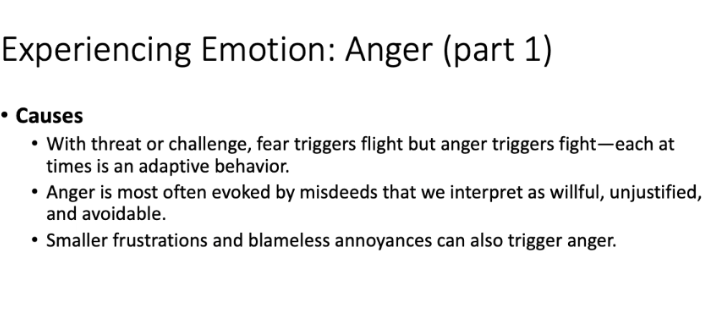 Experiencing Emotion: Anger (part 1)
• Causes
• With threat or challenge, fear triggers flight but anger triggers fight—each at
times is an adaptive behavior.
• Anger is most often evoked by misdeeds that we interpret as willful, unjustified,
and avoidable.
• Smaller frustrations and blameless annoyances can also trigger anger.